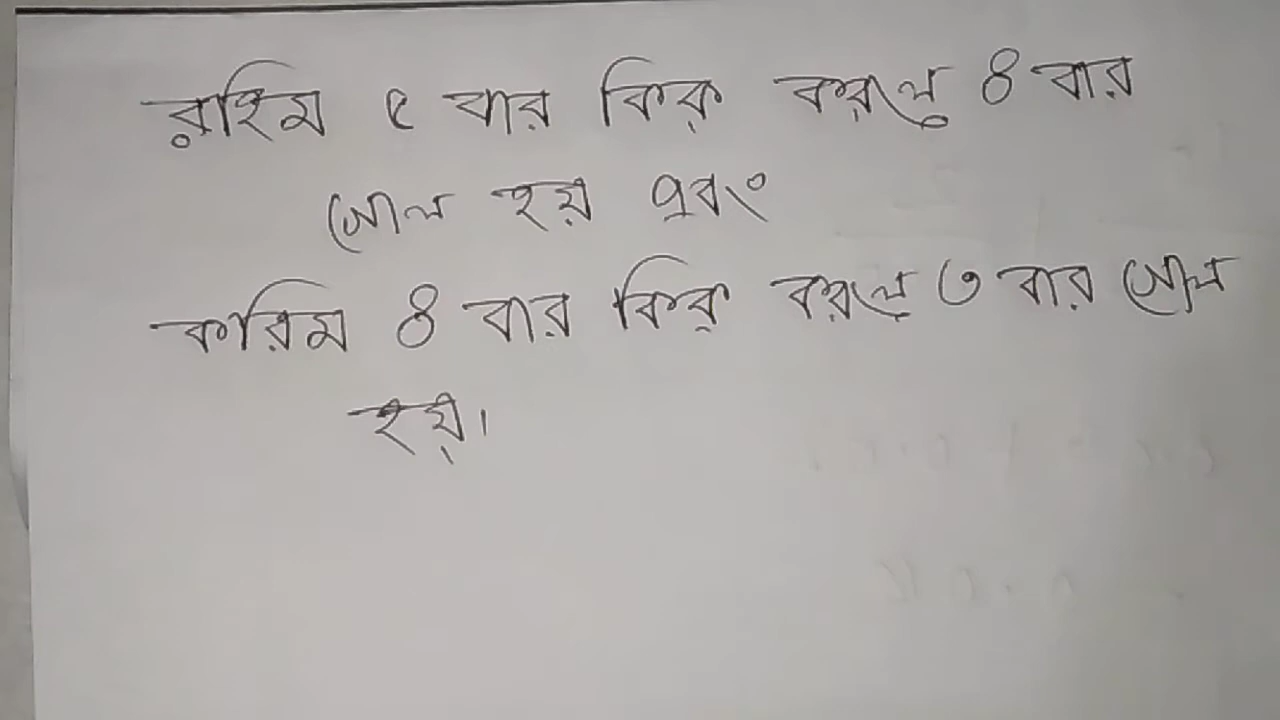 রহিম ৫ বার কিক করলে ৪ বার
গোল হয় এবং
করিম ৪ বার কিক করলে ৩ বার গোল
হয়।